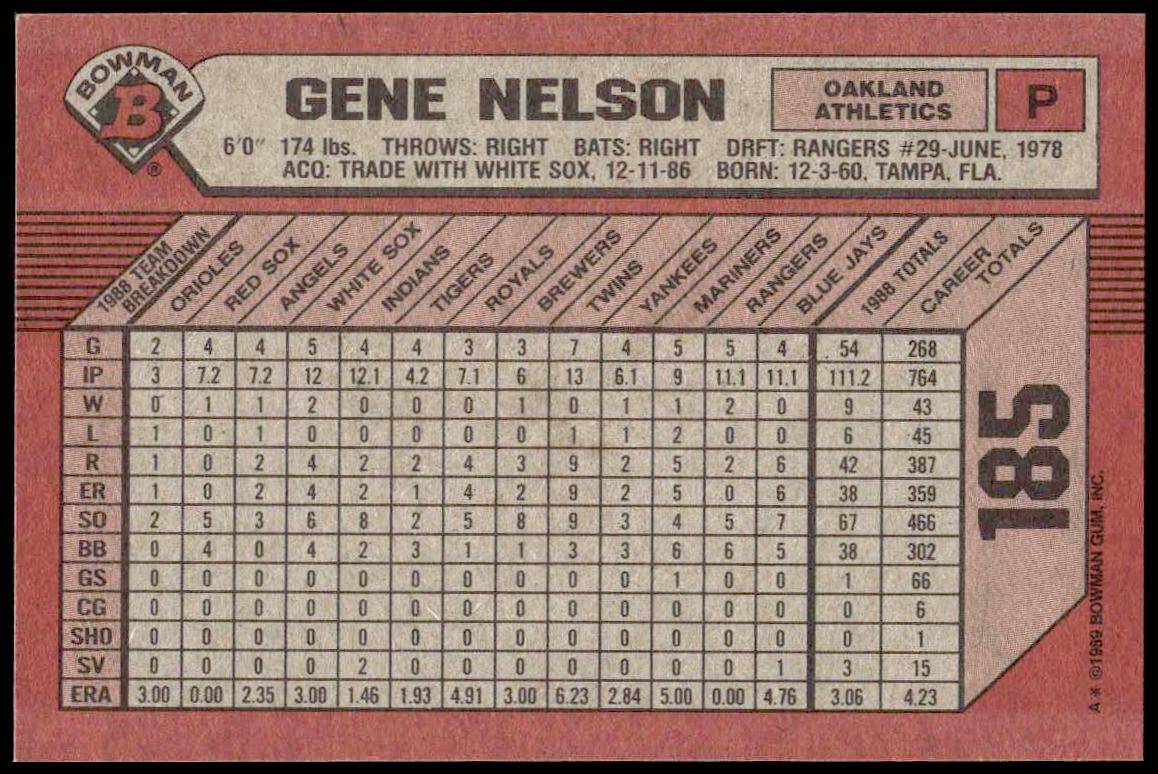 BOWMAN
B
®
GENE NELSON
OAKLAND
ATHLETICS
P
6'0" 174 lbs. THROWS: RIGHT BATS: RIGHT DRFT: RANGERS #29-JUNE, 1978
ACQ: TRADE WITH WHITE SOX, 12-11-86 BORN: 12-3-60, TAMPA, FLA.
1988 TEAM BREAKDOWN ORIOLES RED SOX ANGELS WHITE SOX INDIANS TIGERS ROYALS BREWERS TWINS YANKEES MARINERS RANGERS BLUE JAYS 1988 TOTALS CAREER TOTALS
G 2 4 4 5 4 4 3 3 7 4 5 5 4 54 268
IP 3 7.2 7.2 12 12.1 4.2 7.1 6 13 6.1 9 11.1 11.1 111.2 764
W 0 1 1 2 0 0 0 1 0 1 1 2 0 9 43
L 1 0 1 0 0 0 0 0 1 1 2 0 0 6 45
R 1 0 2 4 2 2 4 3 9 2 5 2 6 42 387
ER 1 0 2 4 2 1 4 2 9 2 5 0 6 38 359
SO 2 5 3 6 8 2 5 8 9 3 4 5 7 67 466
BB 0 4 0 4 2 3 1 1 3 3 6 6 5 38 302
GS 0 0 0 0 0 0 0 0 0 0 1 0 0 1 66
CG 0 0 0 0 0 0 0 0 0 0 0 0 0 0 6
SHO 0 0 0 0 0 0 0 0 0 0 0 0 0 0 1
SV 0 0 0 0 2 0 0 0 0 0 0 0 1 3 15
ERA 3.00 0.00 2.35 3.00 1.46 1.93 4.91 3.00 6.23 2.84 5.00 0.00 4.76 3.06 4.23
185
A * ©1989 BOWMAN GUM, INC.